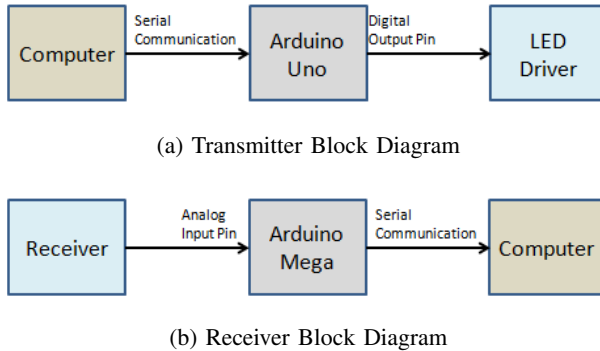 Serial
Communication
Digital
Output Pin
Computer
Arduino
Uno
LED
Driver
(a) Transmitter Block Diagram
Analog
Input Pin
Serial
Communication
Receiver
Arduino
Mega
Computer
(b) Receiver Block Diagram